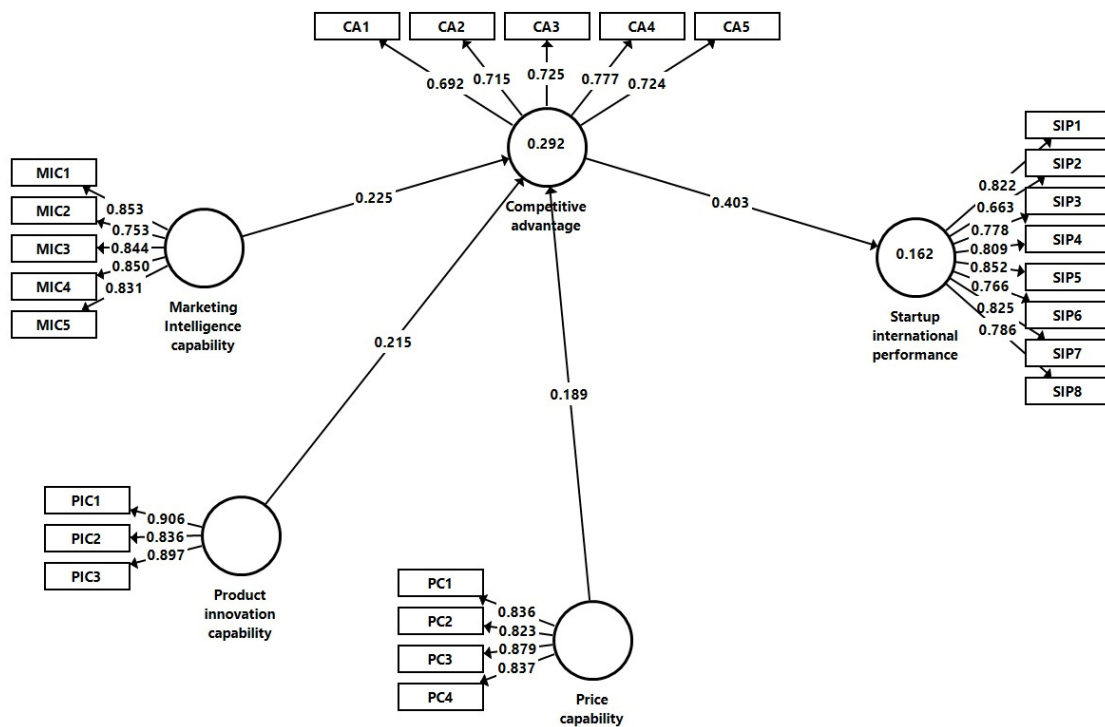 CA1
CA2
CA3
CA4
CA5
0.692
0.715
0.725
0.777
0.724
0.292
Competitive
advantage
MIC1
MIC2
MIC3
MIC4
MIC5
0.853
0.753
0.844
0.850
0.831
Marketing
Intelligence
capability
0.225
0.403
SIP1
SIP2
SIP3
SIP4
SIP5
SIP6
SIP7
SIP8
0.822
0.663
0.778
0.809
0.852
0.766
0.825
0.786
0.162
Startup
international
performance
0.215
0.189
PIC1
PIC2
PIC3
0.906
0.836
0.897
Product
innovation
capability
PC1
PC2
PC3
PC4
0.836
0.823
0.879
0.837
Price
capability